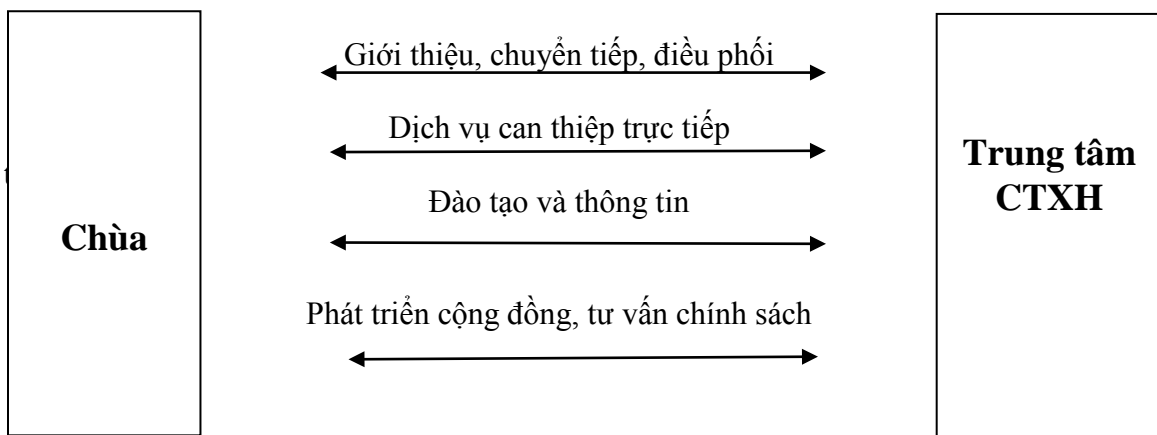 Giới thiệu, chuyển tiếp, điều phối
Dịch vụ can thiệp trực tiếp
Đào tạo và thông tin
Phát triển cộng đồng, tư vấn chính sách
Chùa
Trung tâm
CTXH